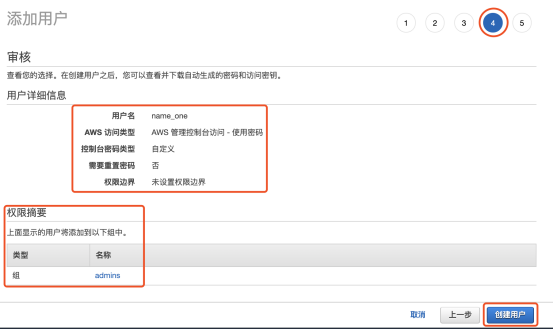 添加用户
1 2 3 4 5
审核
查看您的选择。在创建用户之后，您可以查看并下载自动生成的密码和访问密钥。
用户详细信息
用户名 name_one
AWS 访问类型 AWS 管理控制台访问 - 使用密码
控制台密码类型 自定义
需要重置密码 否
权限边界 未设置权限边界
权限摘要
上面显示的用户将添加到以下组中。
类型 名称
组 admins
取消 上一步 创建用户